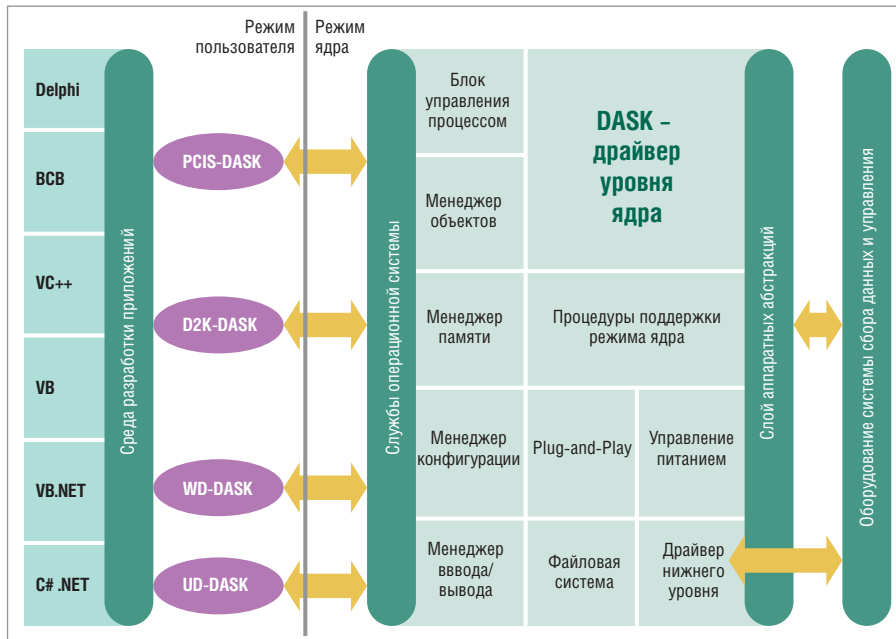 Режим
пользователя
Режим
ядра
Delphi
BCB
VC++
VB
VB.NET
C# .NET
Среда разработки приложений
PCIS-DASK
D2K-DASK
WD-DASK
UD-DASK
Службы операционной системы
Блок
управления
процессом
DASK –
драйвер
уровня
ядра
Менеджер
объектов
Менеджер
памяти
Процедуры поддержки
режима ядра
Менеджер
конфигурации
Plug-and-Play
Управление
питанием
Менеджер
вввода/
вывода
Файловая
система
Драйвер
нижнего
уровня
Слой аппаратных абстракций
Оборудование системы сбора данных и управления